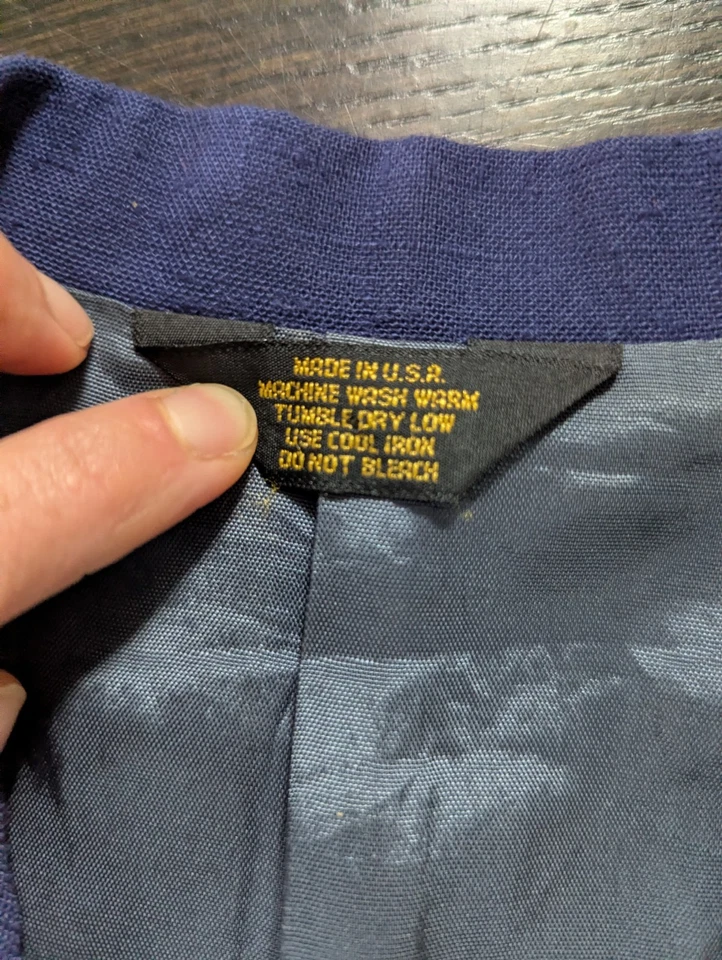 MADE IN U.S.A.
MACHINE WASH WARM
TUMBLE DRY LOW
USE COOL IRON
DO NOT BLEACH